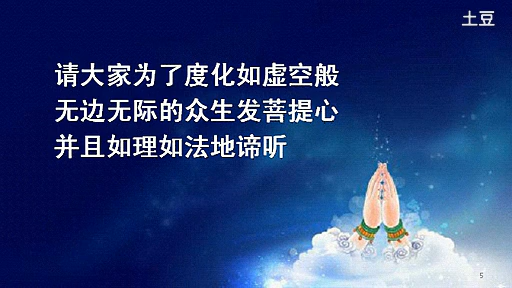 土豆
请大家为了度化如虚空般
无边无际的众生发菩提心
并且如理如法地谛听
5